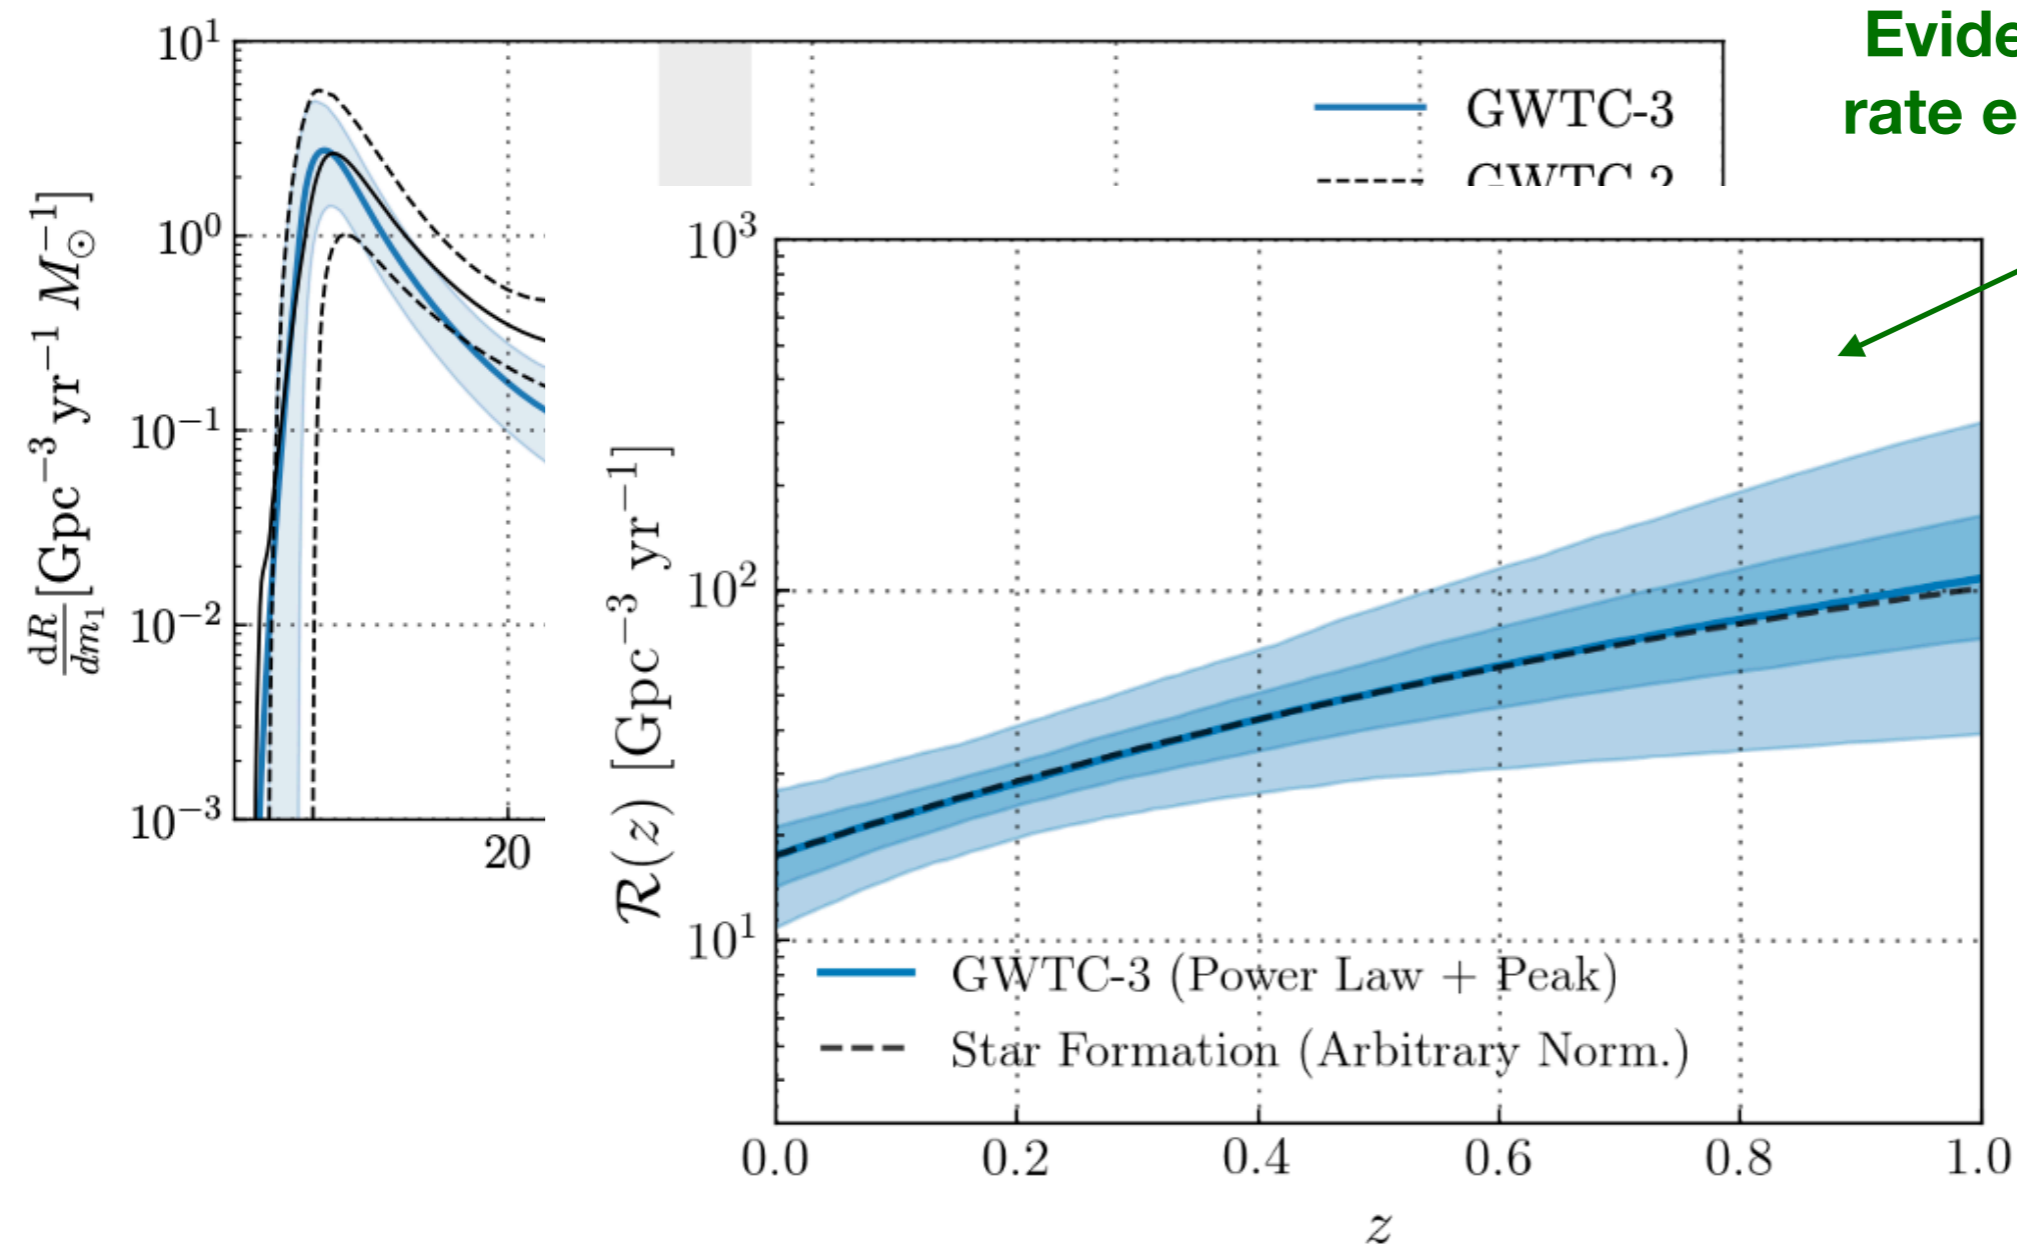 Evide
rate e
10^1
10^0
10^{-1}
10^{-2}
10^{-3}
dR/dm_1 [Gpc^{-3} yr^{-1} M_⊙^{-1}]
20
GWTC-3
GWTC-2
10^3
10^2
10^1
R(z) [Gpc^{-3} yr^{-1}]
GWTC-3 (Power Law + Peak)
Star Formation (Arbitrary Norm.)
0.0 0.2 0.4 0.6 0.8 1.0
z